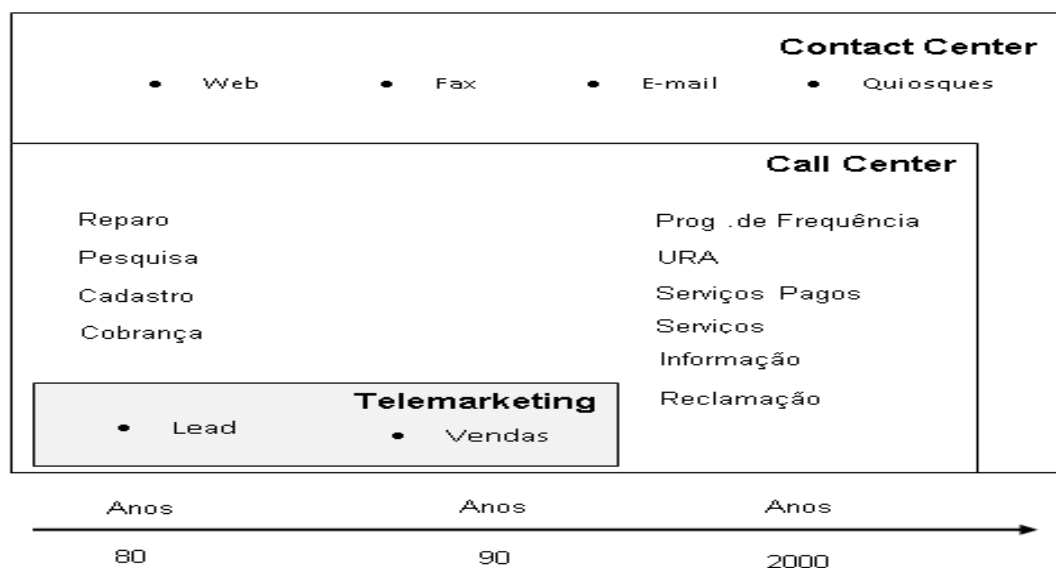 Contact Center
• Web • Fax • E-mail • Quiosques
Call Center
Reparo
Pesquisa
Cadastro
Cobrança
Prog .de Frequência
URA
Serviços Pagos
Serviços
Informação
Reclamação
Telemarketing
• Lead
• Vendas
Anos Anos Anos
80 90 2000